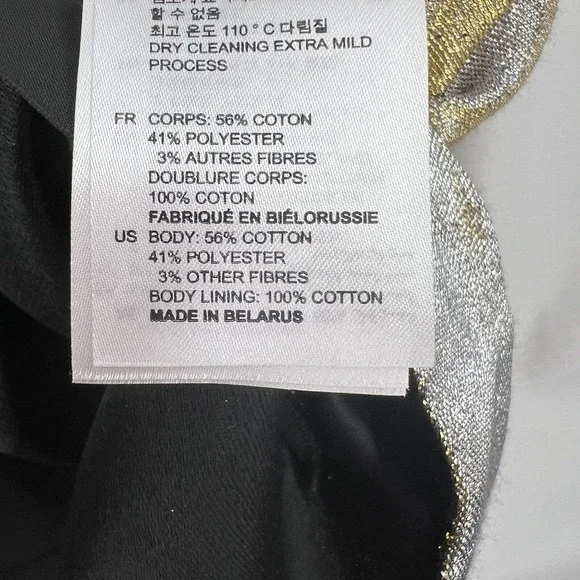 할 수 없음
최고 온도 110 ° C 다림질
DRY CLEANING EXTRA MILD
PROCESS
FR CORPS: 56% COTON
41% POLYESTER
3% AUTRES FIBRES
DOUBLURE CORPS:
100% COTON
FABRIQUÉ EN BIÉLORUSSIE
US BODY: 56% COTTON
41% POLYESTER
3% OTHER FIBRES
BODY LINING: 100% COTTON
MADE IN BELARUS